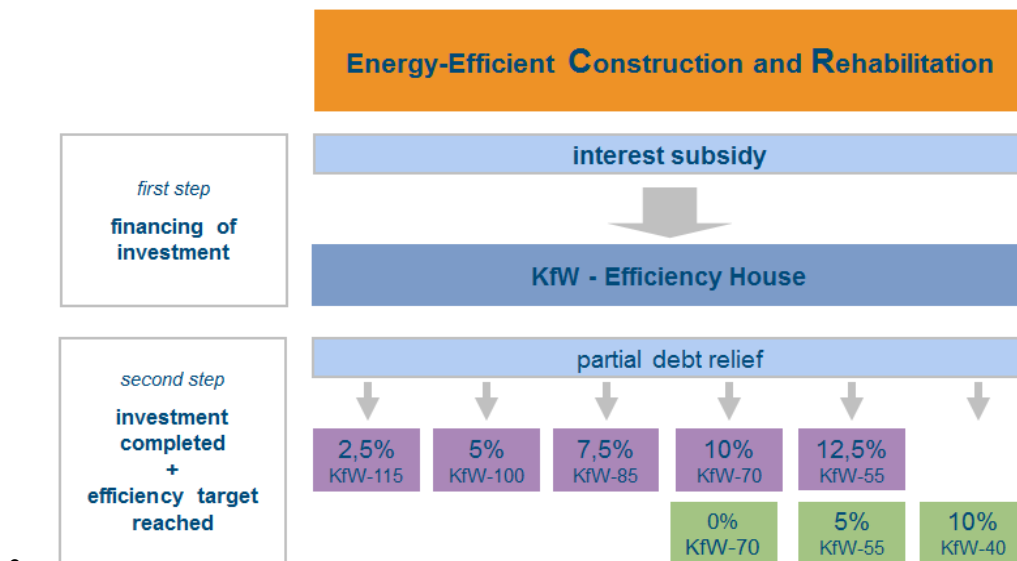 Energy-Efficient Construction and Rehabilitation
first step
financing of
investment
interest subsidy
KfW - Efficiency House
second step
investment
completed
+
efficiency target
reached
partial debt relief
2,5%
KfW-115
5%
KfW-100
7,5%
KfW-85
10%
KfW-70
12,5%
KfW-55
0%
KfW-70
5%
KfW-55
10%
KfW-40